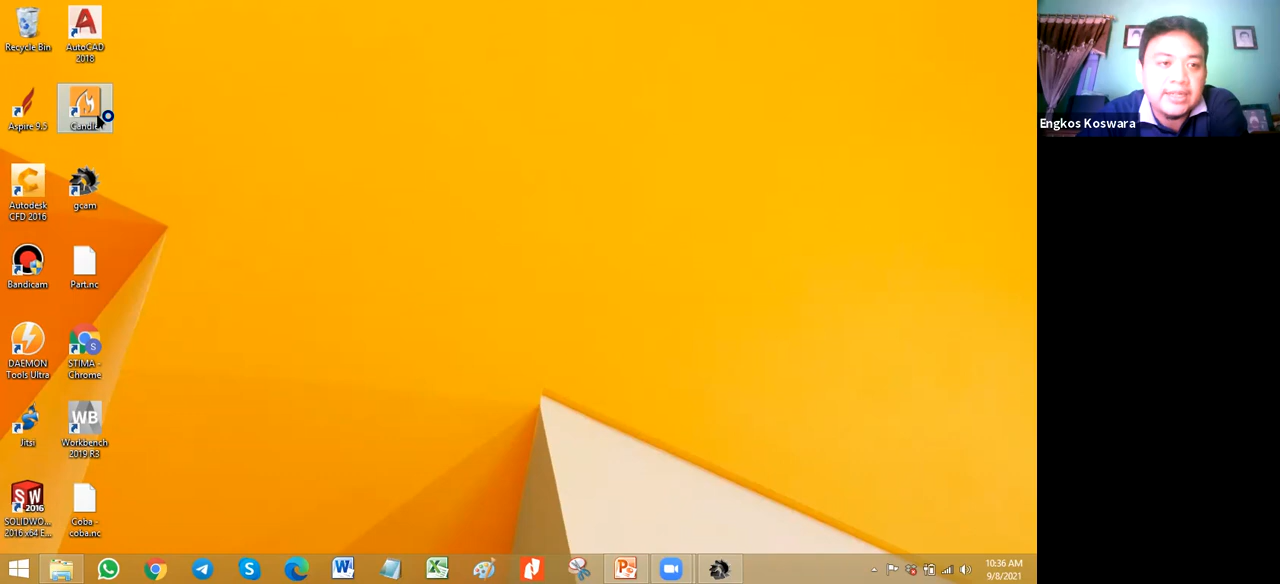 Recycle Bin
AutoCAD
2018
Aspire 9.5
Candle
Autodesk
CFD 2016
gcam
Bandicam
Part.nc
DAEMON
Tools Ultra
STIMA -
Chrome
Jitsi
WB
Workbench
2019 R3
SW
2016
SOLIDWO...
2016 x64 E...
Coba -
coba.nc
Engkos Koswara
10:36 AM
9/8/2021